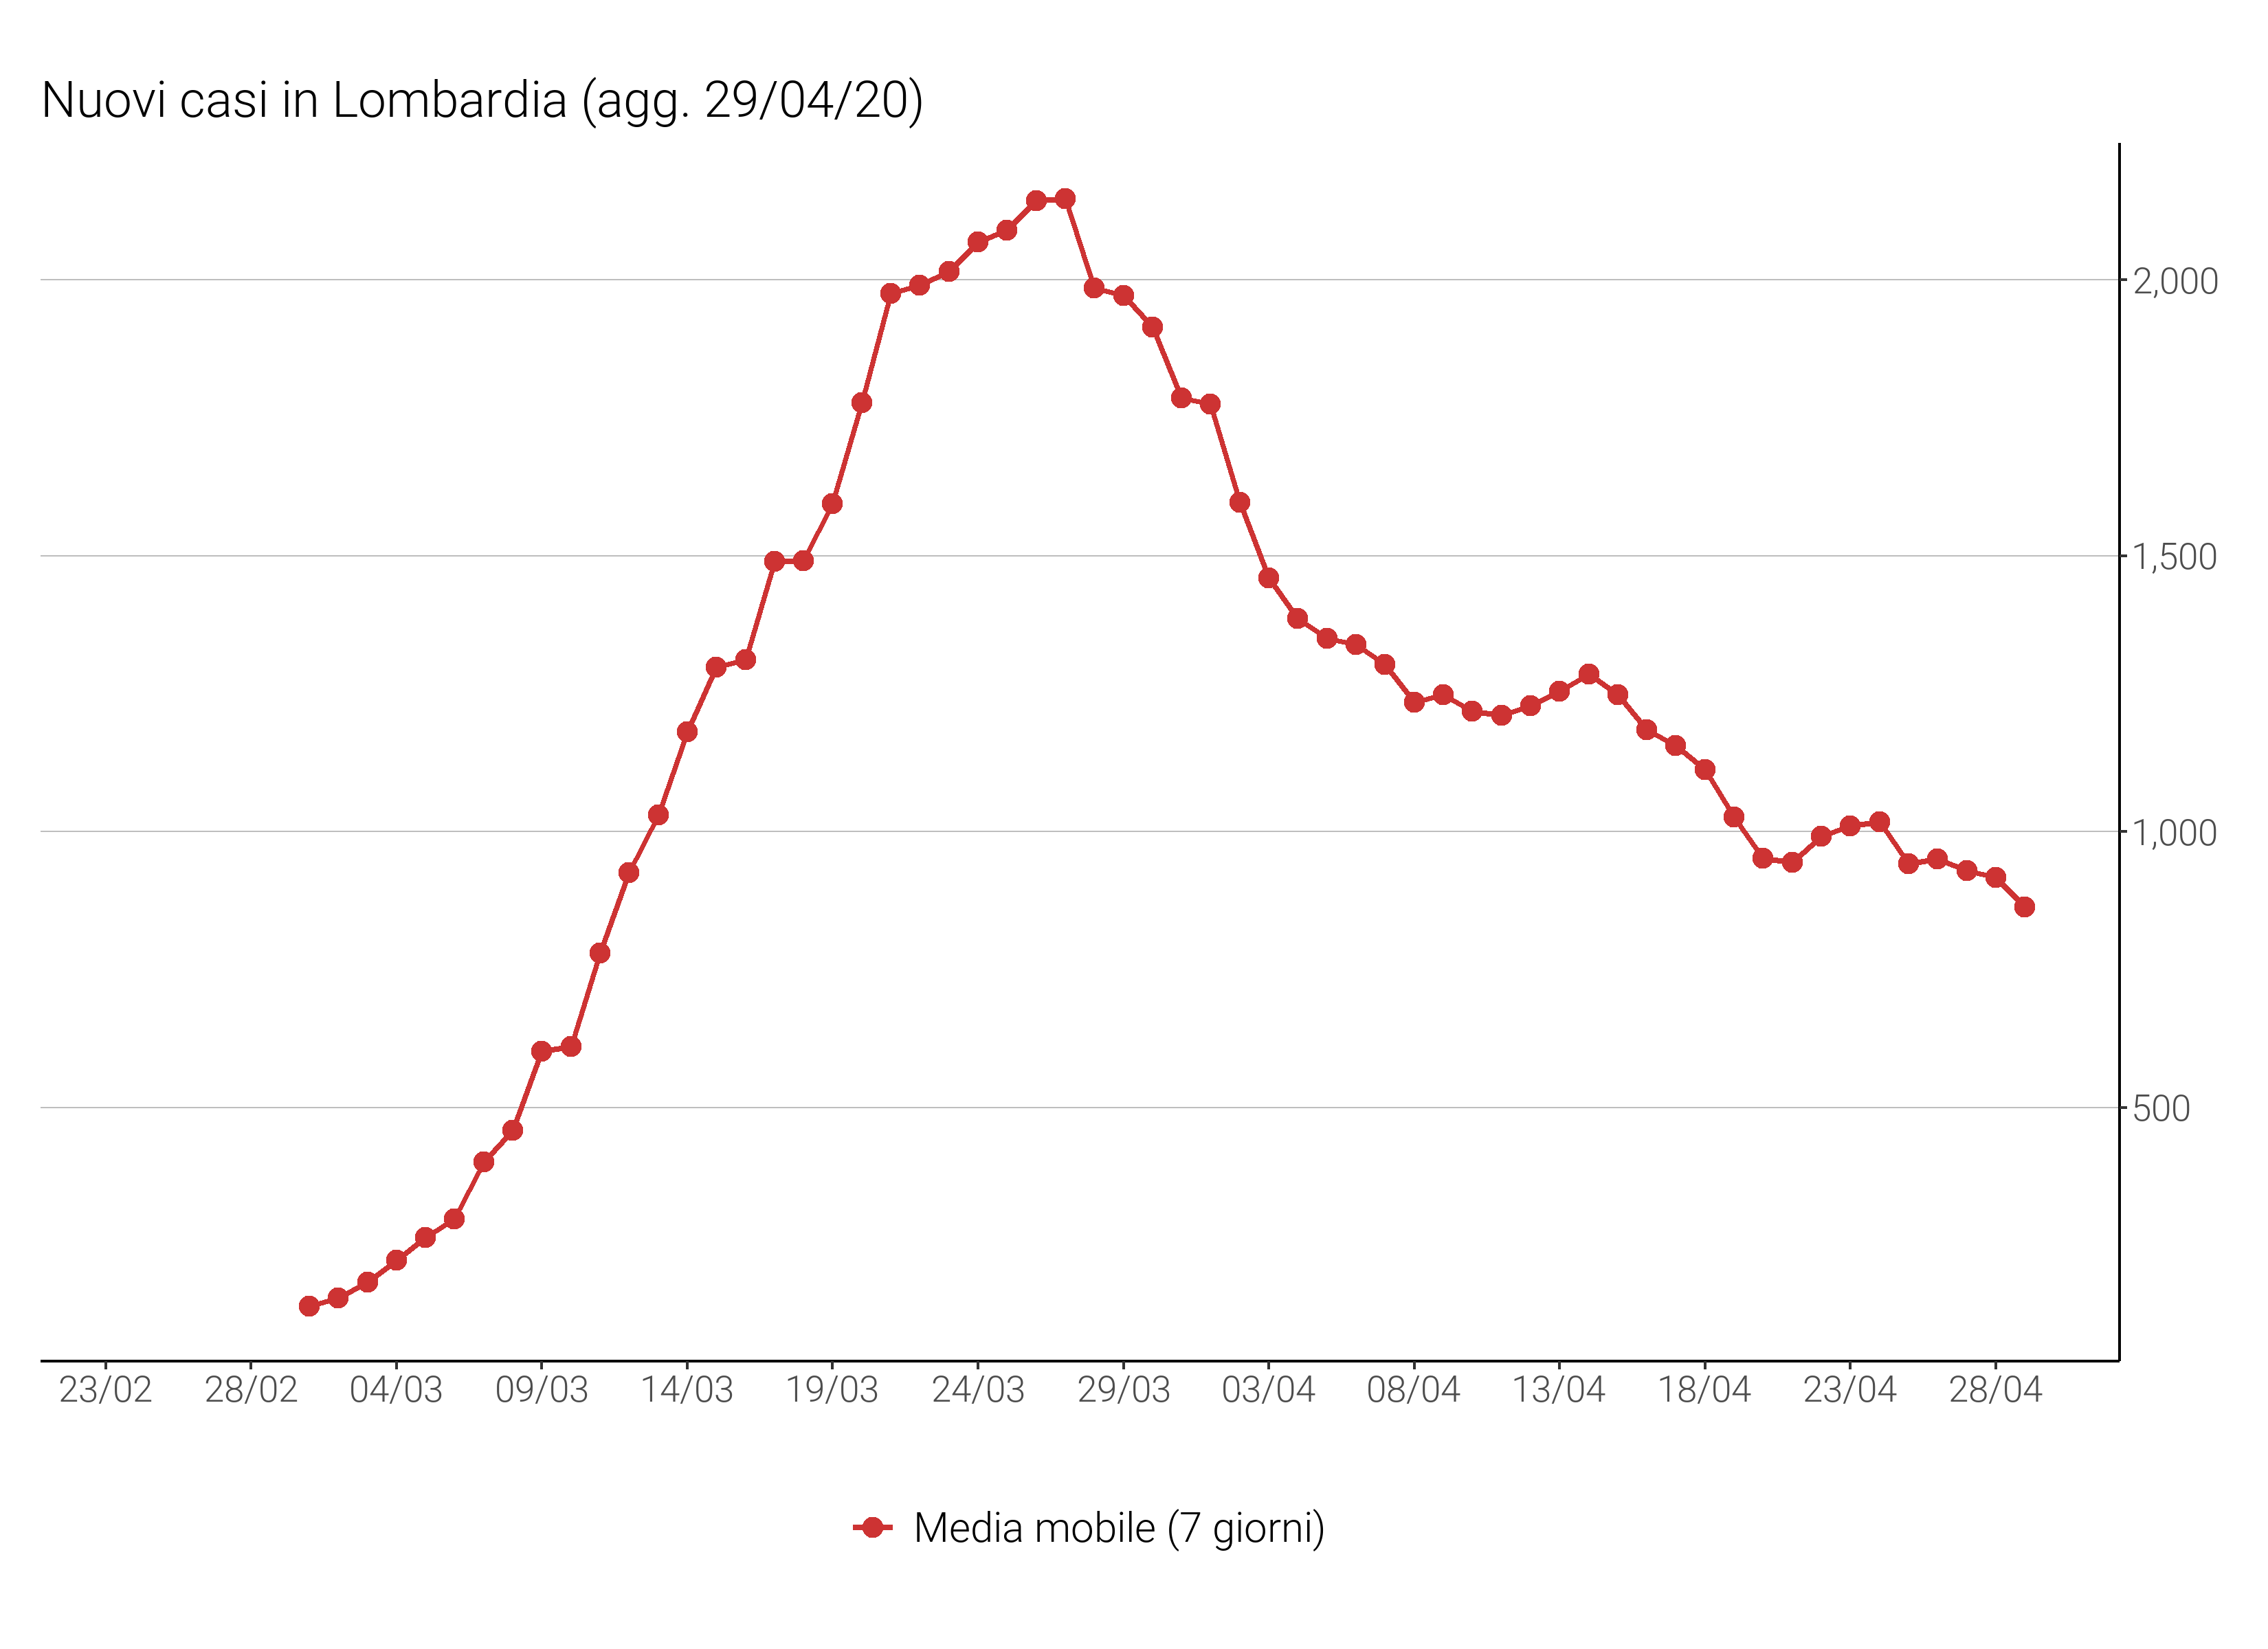 Nuovi casi in Lombardia (agg. 29/04/20)
2,000
1,500
1,000
500
23/02 28/02 04/03 09/03 14/03 19/03 24/03 29/03 03/04 08/04 13/04 18/04 23/04 28/04
Media mobile (7 giorni)